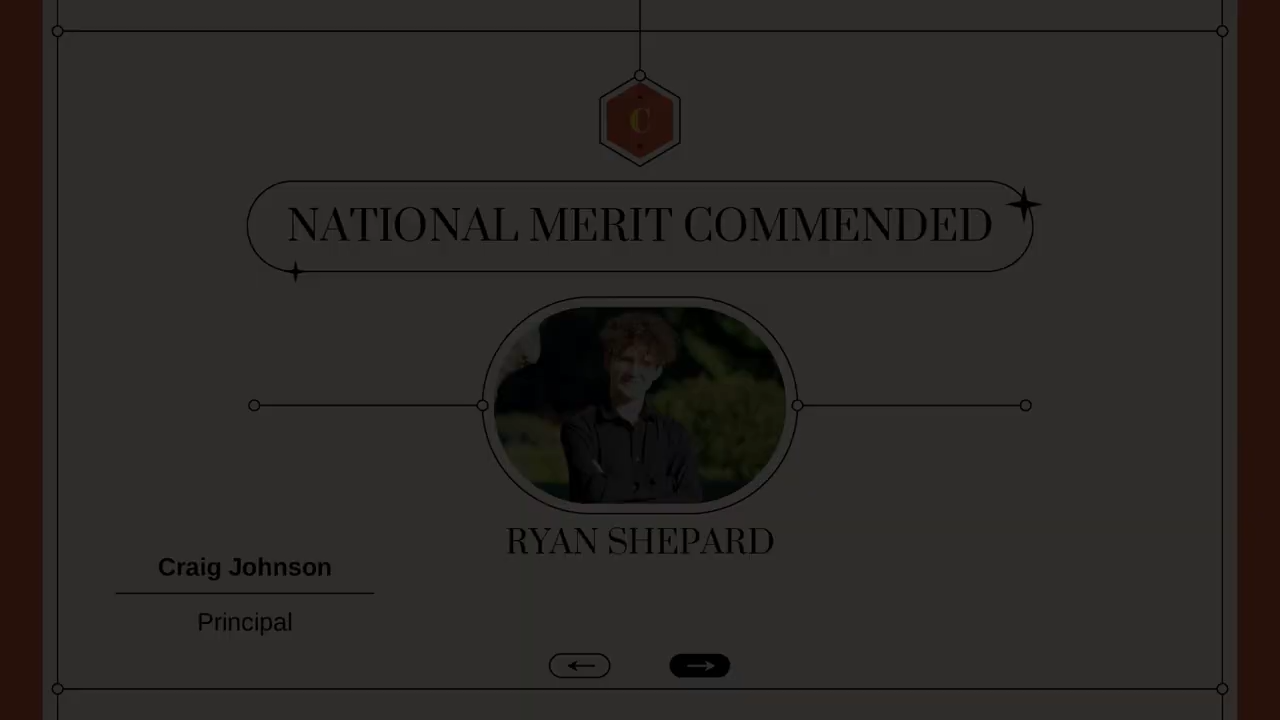 C
NATIONAL MERIT COMMENDED
RYAN SHEPARD
Craig Johnson
Principal